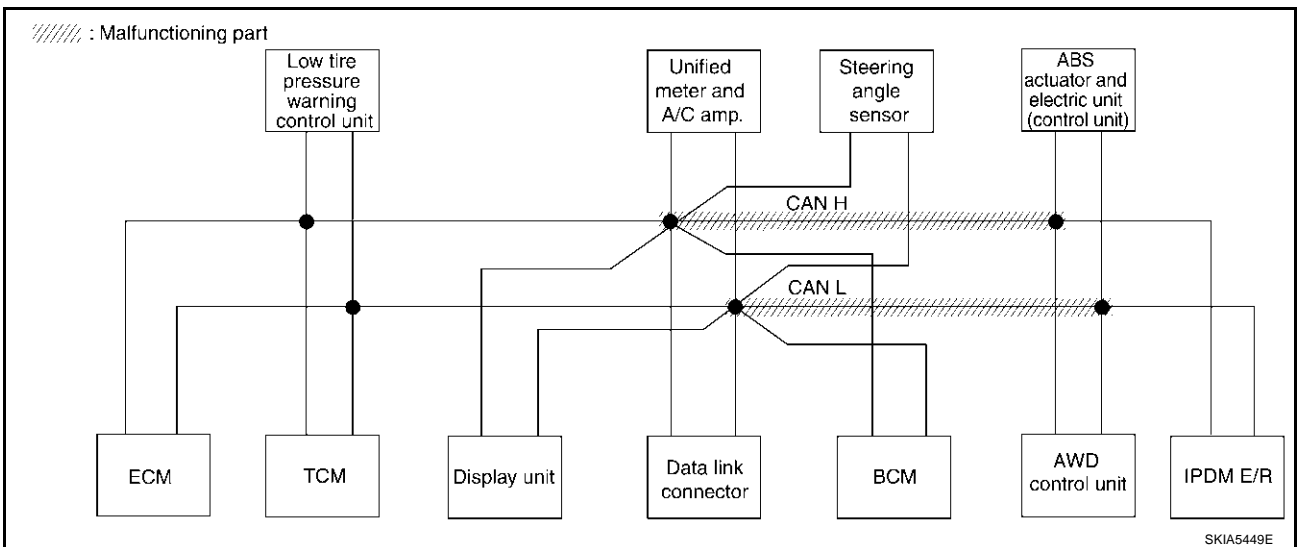 : Malfunctioning part
Low tire
pressure
warning
control unit
Unified
meter and
A/C amp.
Steering
angle
sensor
ABS
actuator and
electric unit
(control unit)
CAN H
CAN L
ECM
TCM
Display unit
Data link
connector
BCM
AWD
control unit
IPDM E/R
SKIA5449E